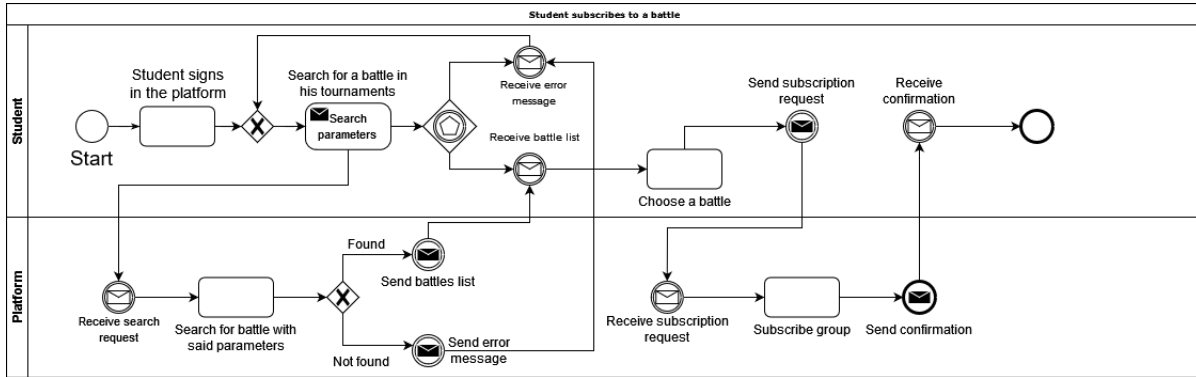 Student subscribes to a battle
Student
Start
Student signs
in the platform
Search for a battle in
his tournaments
Search
parameters
Receive error
message
Receive battle list
Choose a battle
Send subscription
request
Receive
confirmation
Platform
Receive search
request
Search for battle with
said parameters
Found
Not found
Send battles list
Send error
message
Receive subscription
request
Subscribe group
Send confirmation